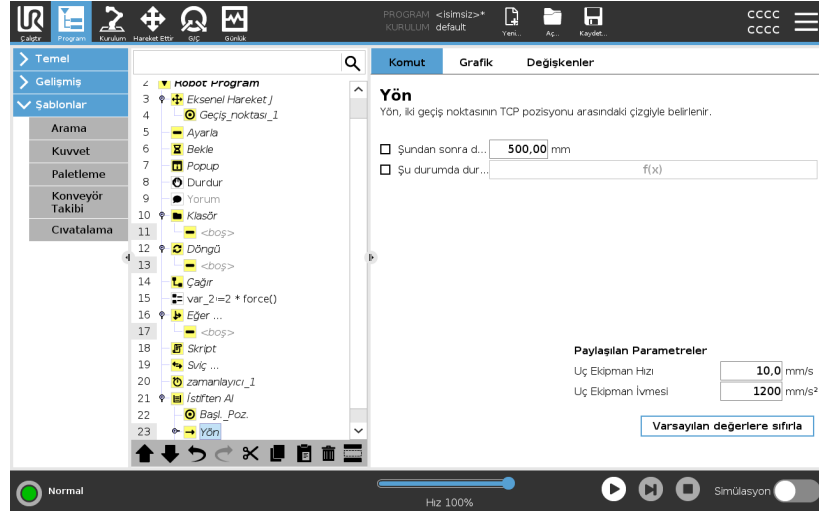 PROGRAM <isimsiz>*
KURULUM default
Çalıştır Program Kurulum Hareket Ettir G/Ç Günlük
Yeni... Aç... Kaydet...
cccc
cccc
Temel
Gelişmiş
Şablonlar
Arama
Kuvvet
Paletleme
Konveyör
Takibi
Cıvatalama
2 Robot Program
3 Eksenel Hareket J
4 Geçiş_noktası_1
5 Ayarla
6 Bekle
7 Popup
8 Durdur
9 Yorum
10 Klasör
11 <boş>
12 Döngü
13 <boş>
14 Çağır
15 var_2≔2 * force()
16 Eğer ...
17 <boş>
18 Skript
19 Sviç ...
20 zamanlayıcı_1
21 İstiften Al
22 Başl._Poz.
23 Yön
Komut Grafik Değişkenler
Yön
Yön, iki geçiş noktasının TCP pozisyonu arasındaki çizgiyle belirlenir.
Şundan sonra d... 500,00 mm
Şu durumda dur... f(x)
Paylaşılan Parametreler
Uç Ekipman Hızı 10,0 mm/s
Uç Ekipman İvmesi 1200 mm/s²
Varsayılan değerlere sıfırla
Normal
Hız 100%
Simülasyon